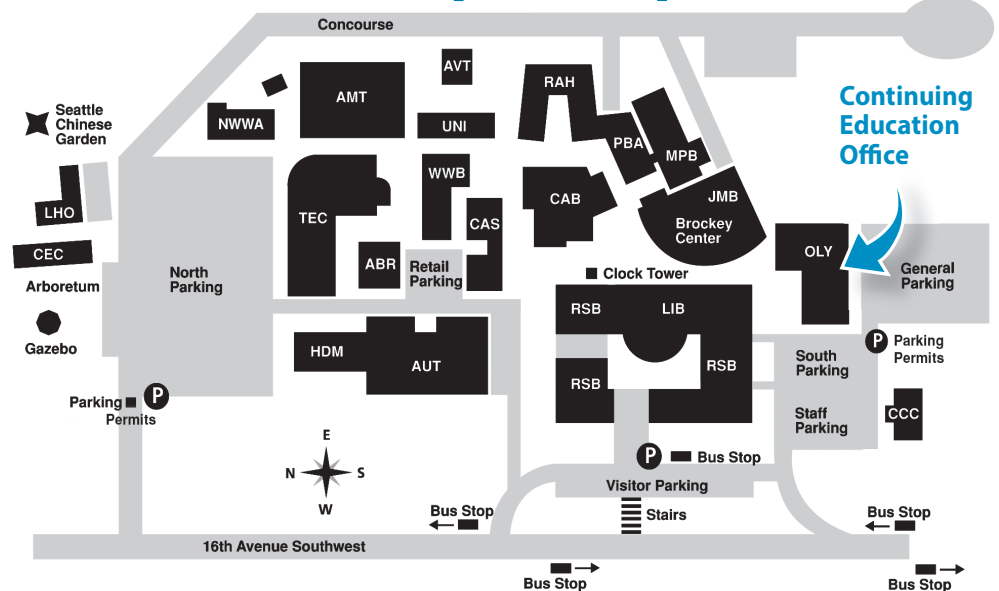 Concourse
AVT
RAH
AMT
Seattle
Chinese
Garden
NWWA
UNI
Continuing
Education
Office
PBA
MPB
WWB
LHO
TEC
CAB
JMB
CAS
Brockey
Center
CEC
OLY
ABR
Retail
Parking
North
Parking
Clock Tower
General
Parking
Arboretum
RSB
LIB
Gazebo
HDM
AUT
RSB
RSB
P
Parking
Permits
South
Parking
Parking
Permits
P
Staff
Parking
CCC
E
N
S
W
P
Bus Stop
Visitor Parking
Bus Stop
Stairs
Bus Stop
16th Avenue Southwest
Bus Stop
Bus Stop